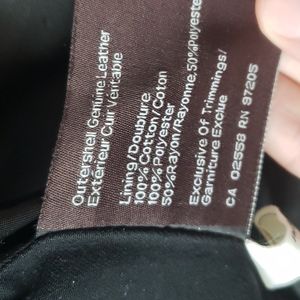 Outershell Genuine Leather
Extérieur Cuir Veritable
Lining/Doublure
100% Cotton/Coton
100% Polyester
50%Rayon/Rayonne,50%Polyester
Exclusive Of Trimmings/
Garniture Exclue
CA 02558 RN 97205